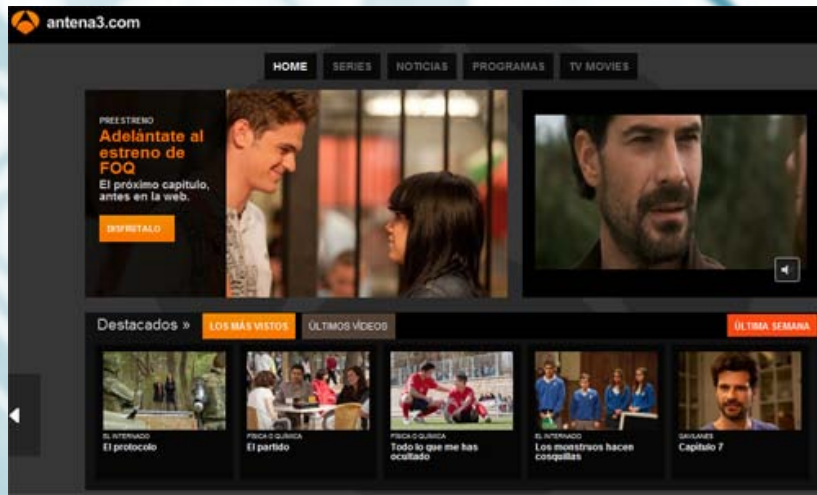 antena3.com
HOME SERIES NOTICIAS PROGRAMAS TV MOVIES
PREESTRENO
Adelántate al
estreno de
FOQ
El próximo capítulo,
antes en la web.
DISFRÚTALO
Destacados » LOS MÁS VISTOS ÚLTIMOS VÍDEOS ÚLTIMA SEMANA
EL INTERNADO
El protocolo
FÍSICA O QUÍMICA
El partido
FÍSICA O QUÍMICA
Todo lo que me has
ocultado
EL INTERNADO
Los monstruos hacen
cosquillas
GAVILANES
Capítulo 7